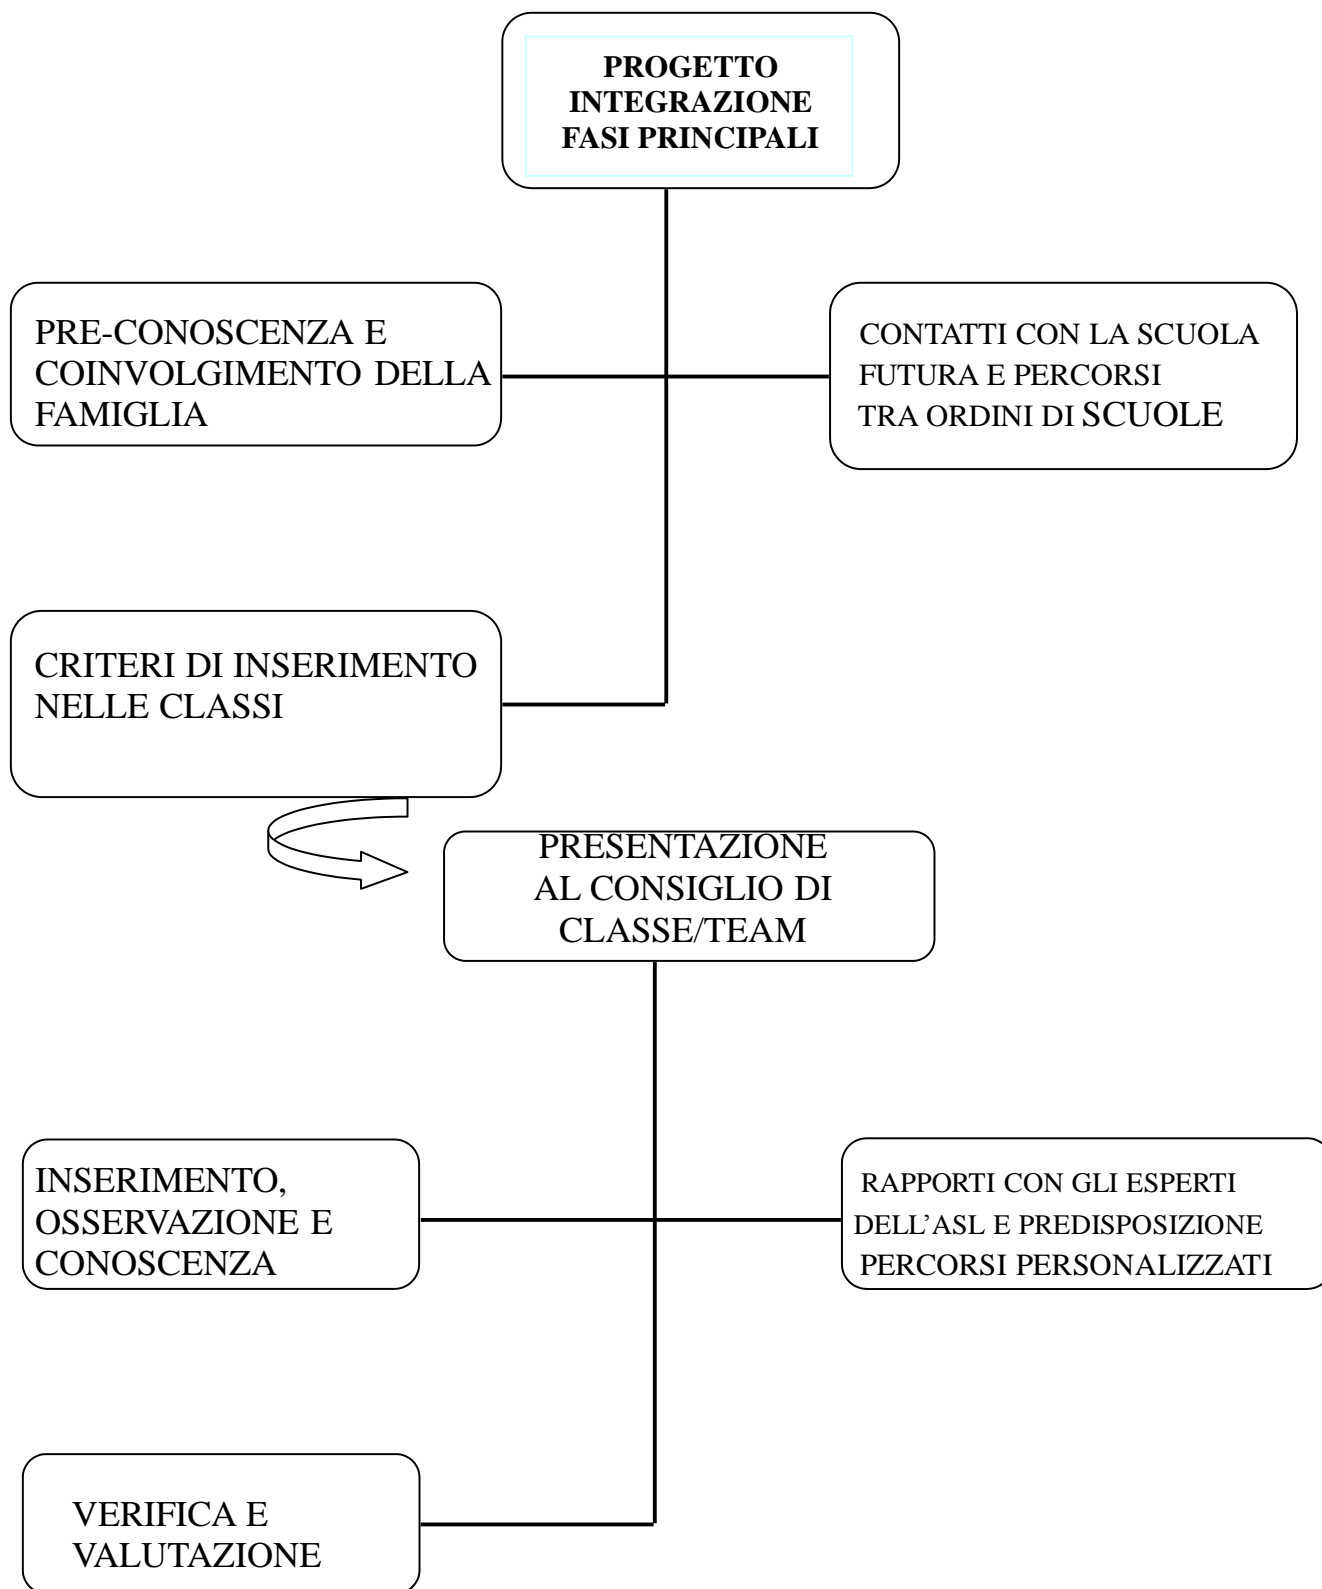 PROGETTO
INTEGRAZIONE
FASI PRINCIPALI
PRE-CONOSCENZA E
COINVOLGIMENTO DELLA
FAMIGLIA
CONTATTI CON LA SCUOLA
FUTURA E PERCORSI
TRA ORDINI DI SCUOLE
CRITERI DI INSERIMENTO
NELLE CLASSI
PRESENTAZIONE
AL CONSIGLIO DI
CLASSE/TEAM
INSERIMENTO,
OSSERVAZIONE E
CONOSCENZA
RAPPORTI CON GLI ESPERTI
DELL’ASL E PREDISPOSIZIONE
PERCORSI PERSONALIZZATI
VERIFICA E
VALUTAZIONE